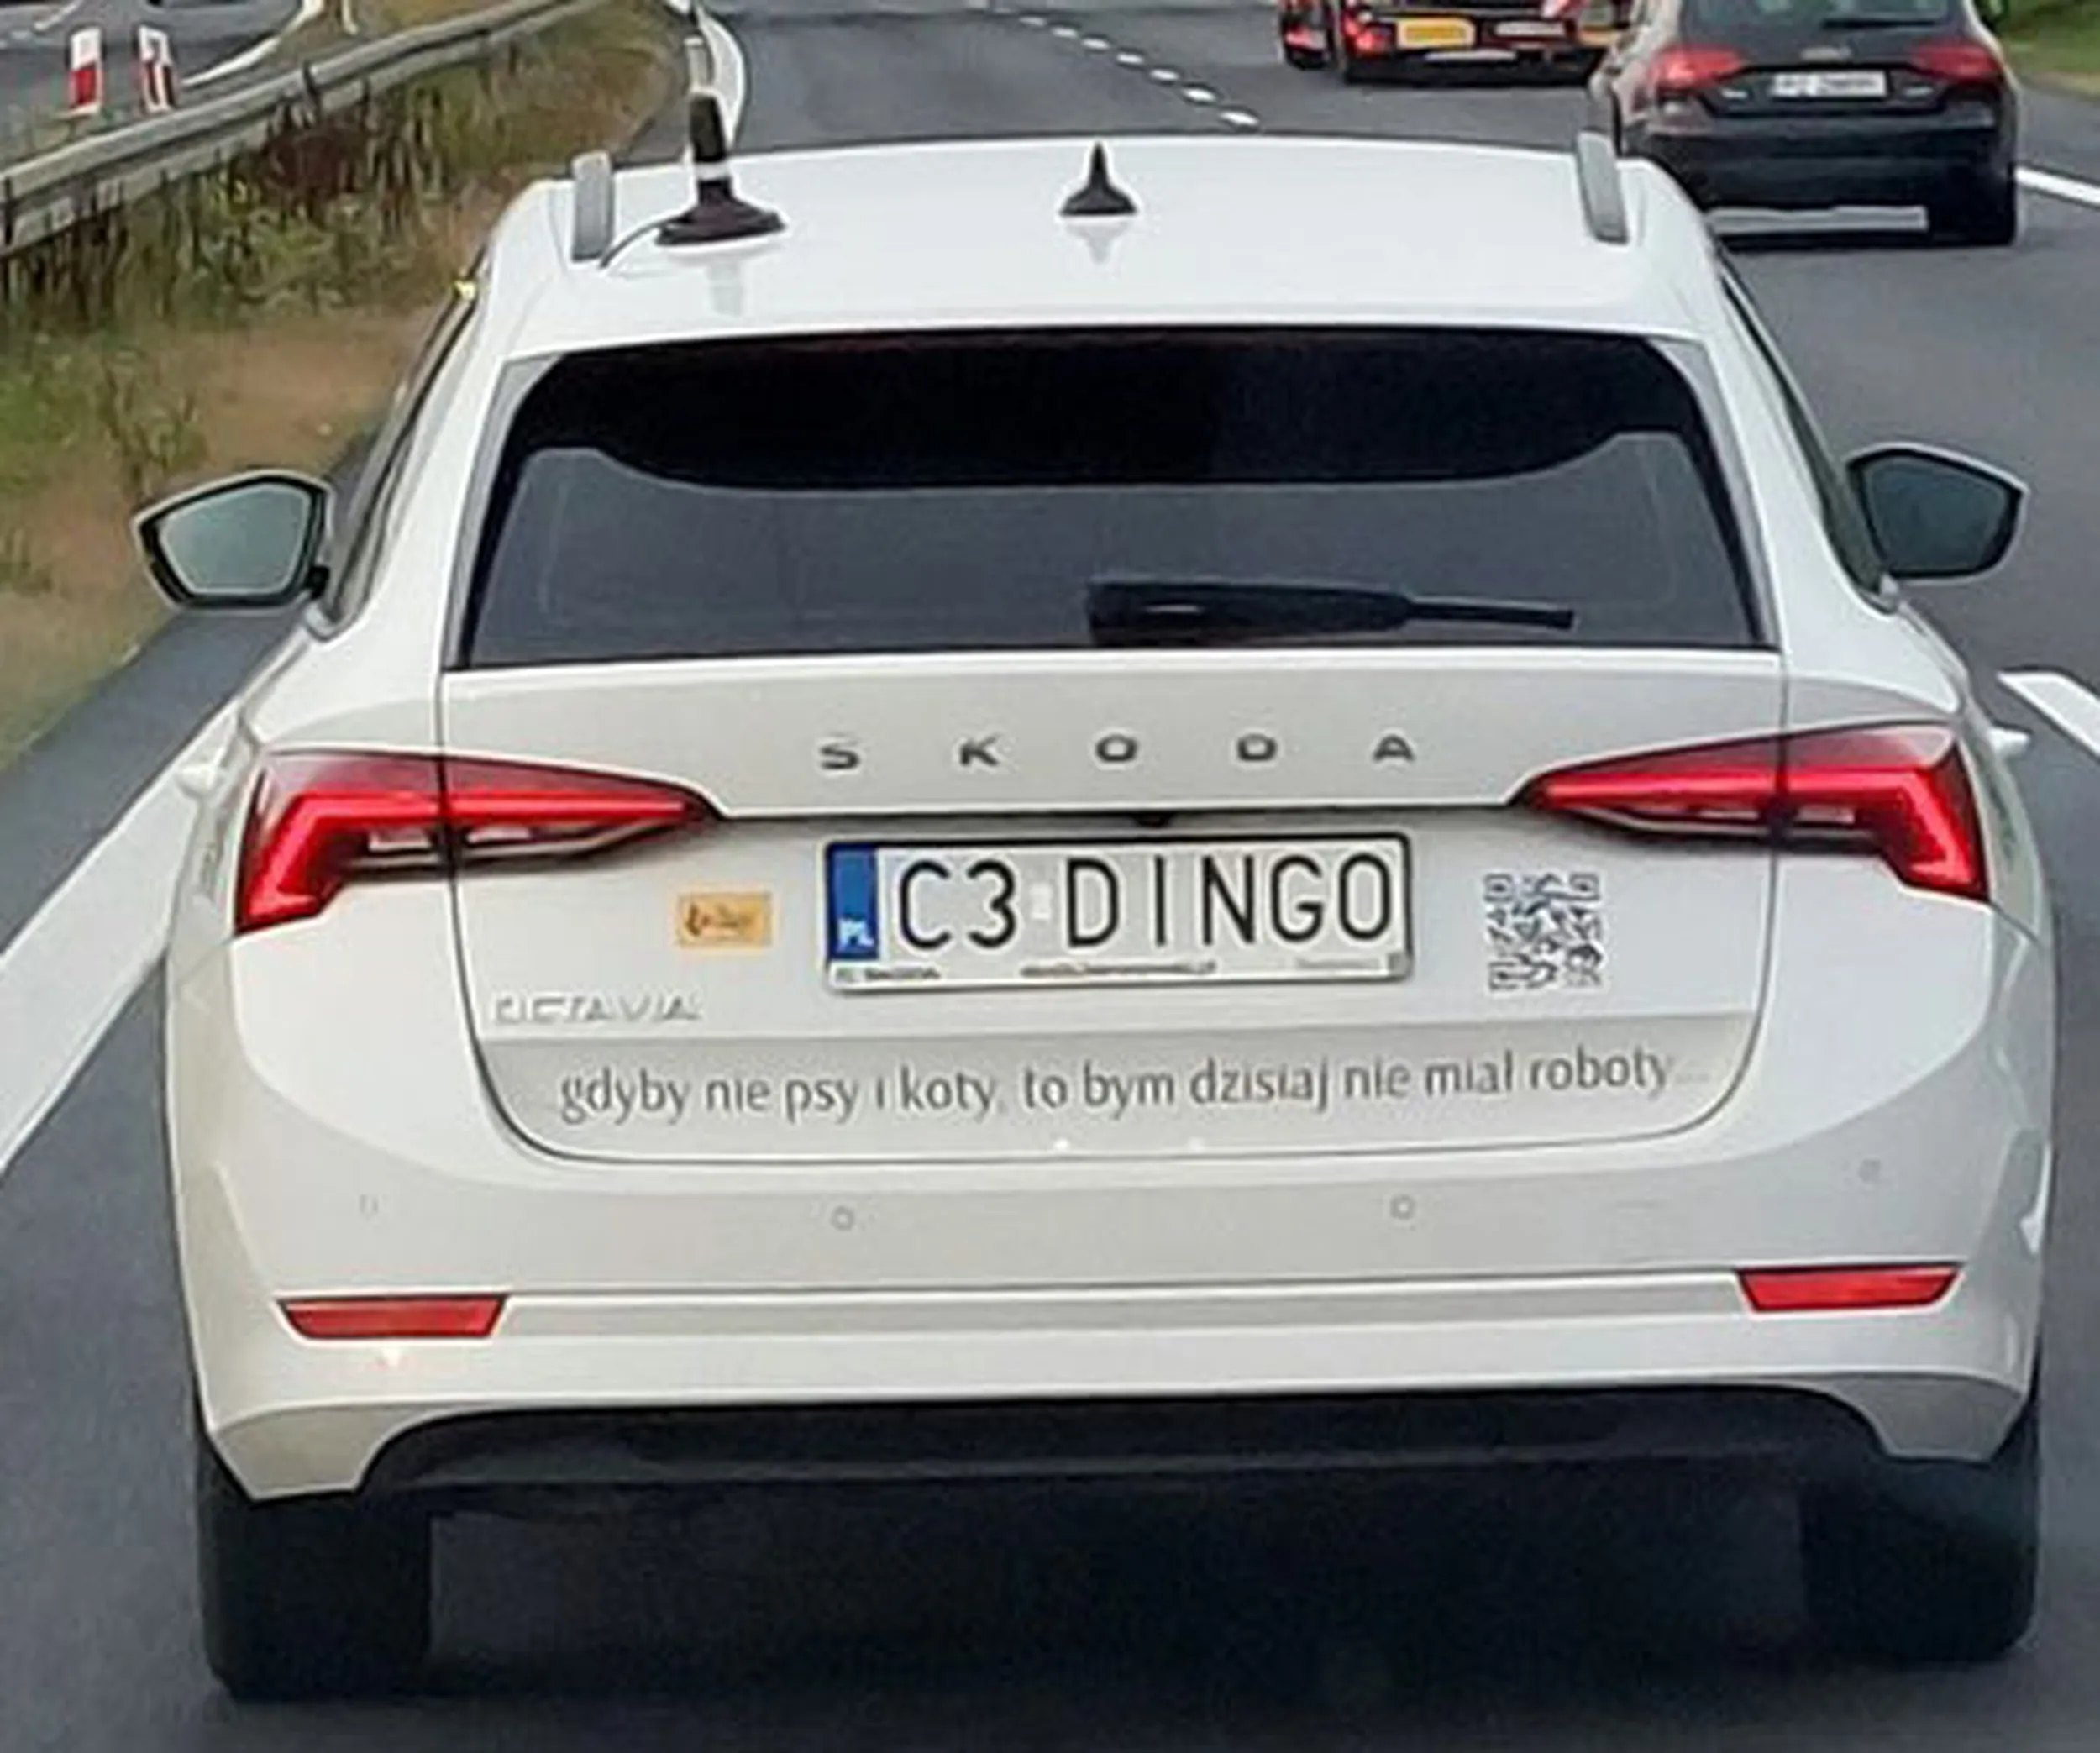 SKODA
C3 DINGO
PL
OCTAVIA
gdyby nie psy i koty, to bym dzisiaj nie miał roboty...